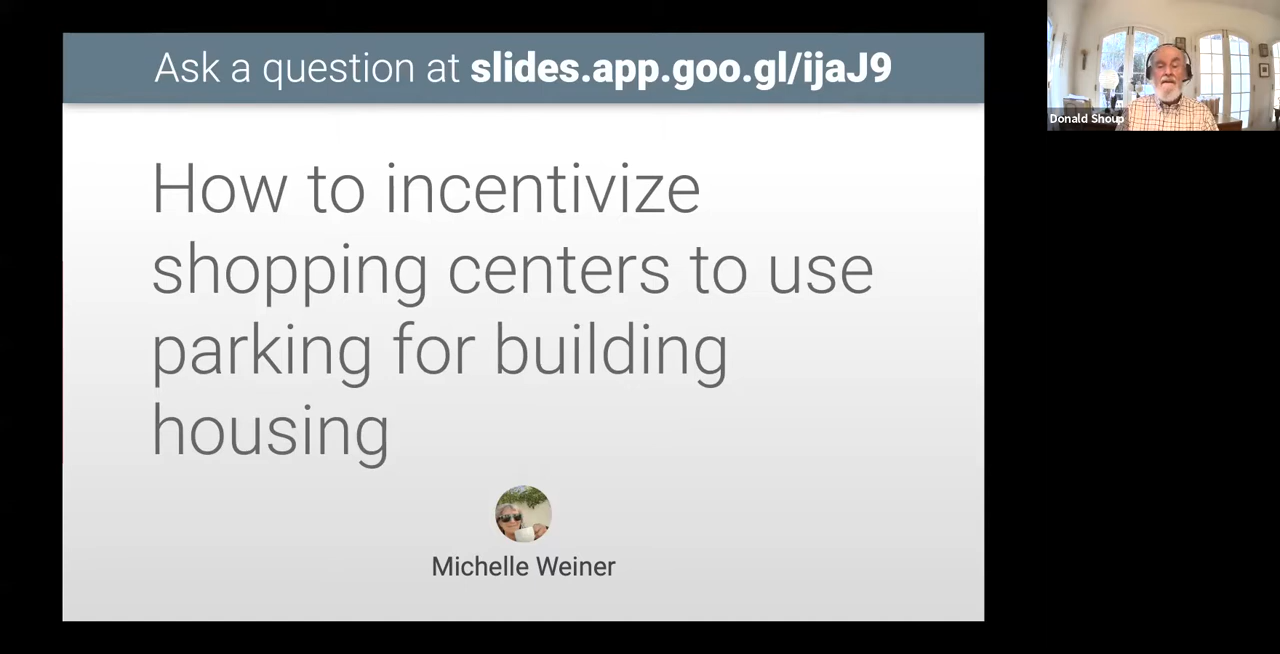 Ask a question at slides.app.goo.gl/ijaJ9
Donald Shoup
How to incentivize
shopping centers to use
parking for building
housing
Michelle Weiner